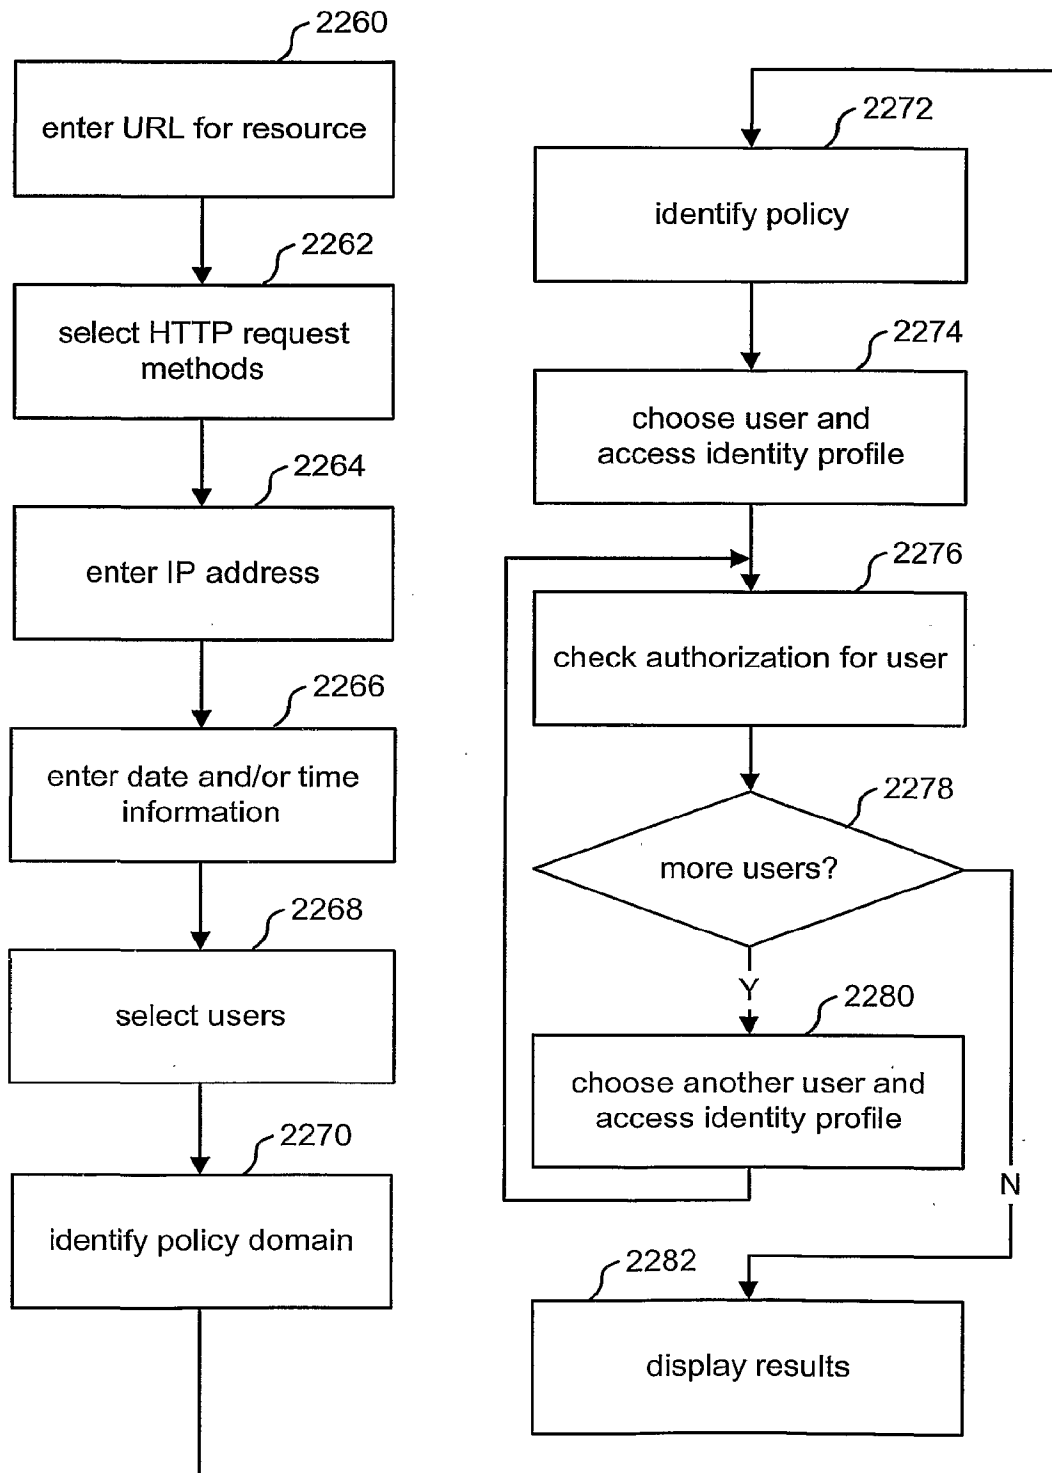 2260
enter URL for resource
2262
select HTTP request
methods
2264
enter IP address
2266
enter date and/or time
information
2268
select users
2270
identify policy domain
2272
identify policy
2274
choose user and
access identity profile
2276
check authorization for user
2278
more users?
Y
2280
choose another user and
access identity profile
N
2282
display results